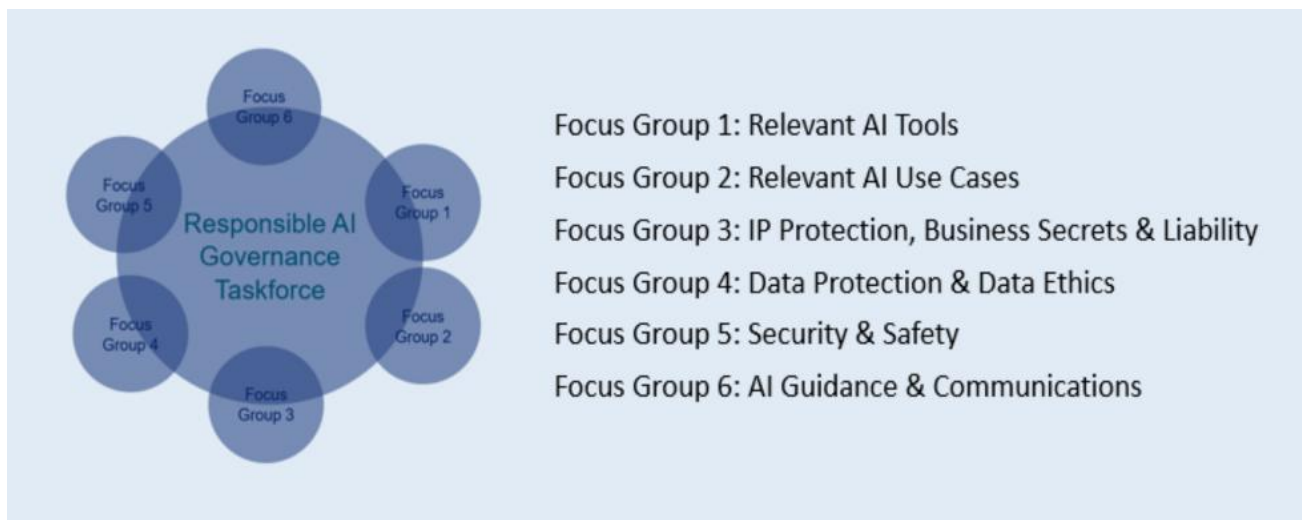 Focus
Group 6
Focus
Group 5
Focus
Group 1
Responsible AI
Governance
Taskforce
Focus
Group 4
Focus
Group 2
Focus
Group 3
Focus Group 1: Relevant AI Tools
Focus Group 2: Relevant AI Use Cases
Focus Group 3: IP Protection, Business Secrets & Liability
Focus Group 4: Data Protection & Data Ethics
Focus Group 5: Security & Safety
Focus Group 6: AI Guidance & Communications